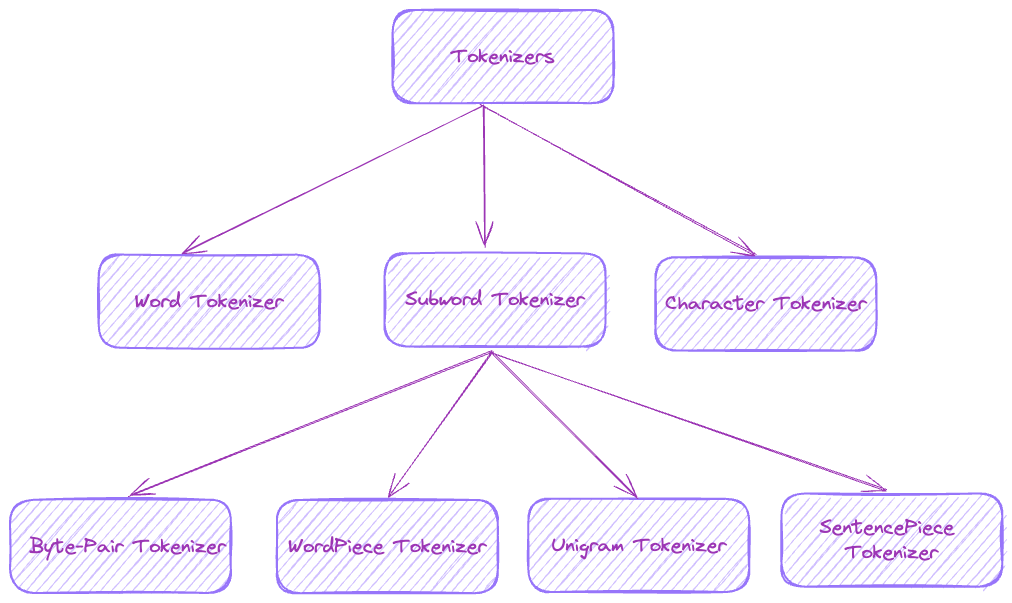 Tokenizers
Word Tokenizer
Subword Tokenizer
Character Tokenizer
Byte-Pair Tokenizer
WordPiece Tokenizer
Unigram Tokenizer
SentencePiece
Tokenizer